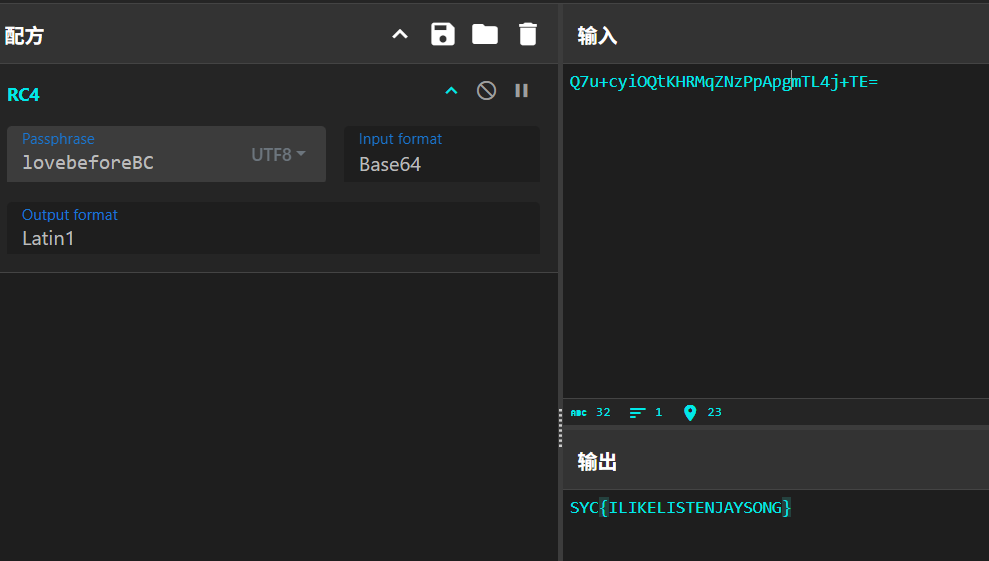 配方
RC4
Passphrase
lovebeforeBC
UTF8
Input format
Base64
Output format
Latin1
输入
Q7u+cyiOQtKHRMqZNzPpApgmTL4j+TE=
ABC 32 1 23
输出
SYC{ILIKELISTENJAYSONG}